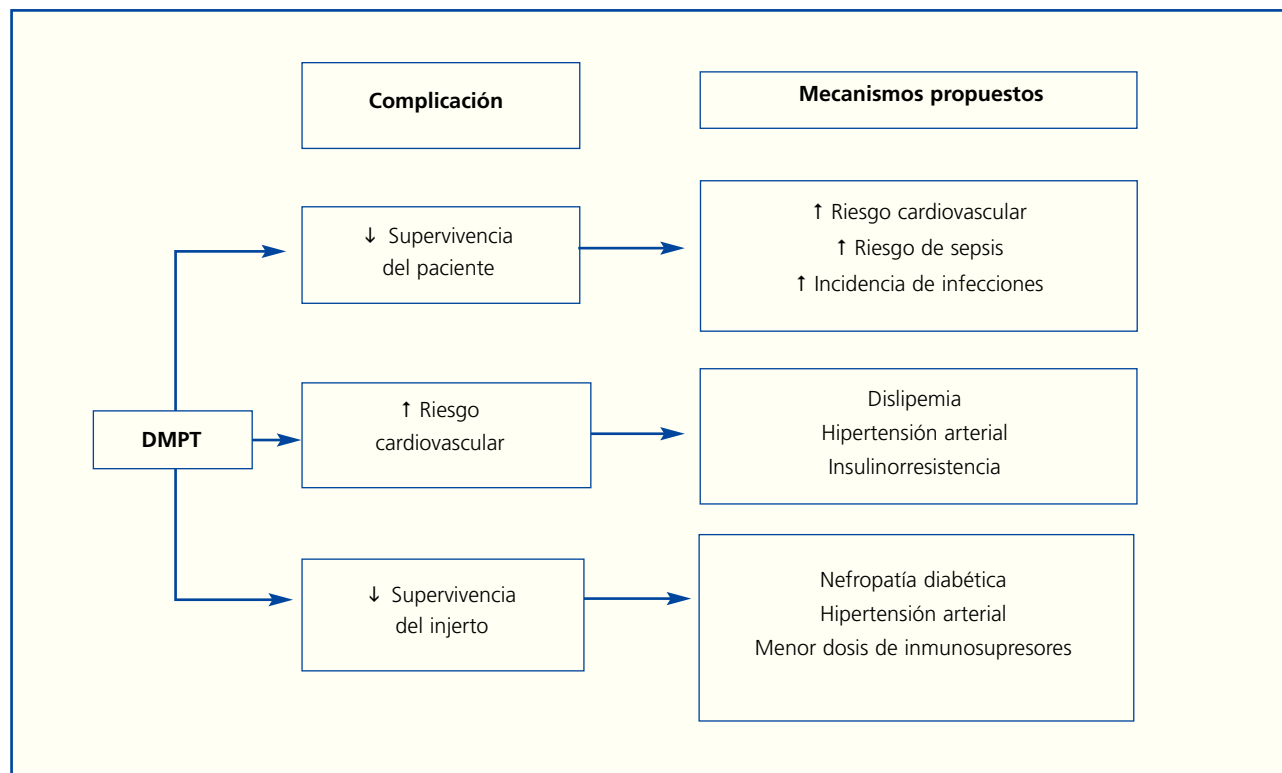 Complicación
Mecanismos propuestos
↓ Supervivencia
del paciente
↑ Riesgo cardiovascular
↑ Riesgo de sepsis
↑ Incidencia de infecciones
DMPT
↑ Riesgo
cardiovascular
Dislipemia
Hipertensión arterial
Insulinorresistencia
↓ Supervivencia
del injerto
Nefropatía diabética
Hipertensión arterial
Menor dosis de inmunosupresores